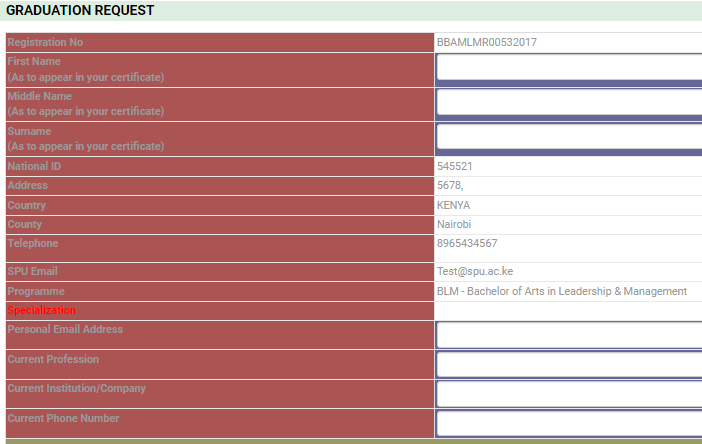 GRADUATION REQUEST
Registration No BBAMLMR00532017
First Name
(As to appear in your certificate)
Middle Name
(As to appear in your certificate)
Surname
(As to appear in your certificate)
National ID 545521
Address 5678,
Country KENYA
County Nairobi
Telephone 8965434567
SPU Email Test@spu.ac.ke
Programme BLM - Bachelor of Arts in Leadership & Management
Specialization
Personal Email Address
Current Profession
Current Institution/Company
Current Phone Number